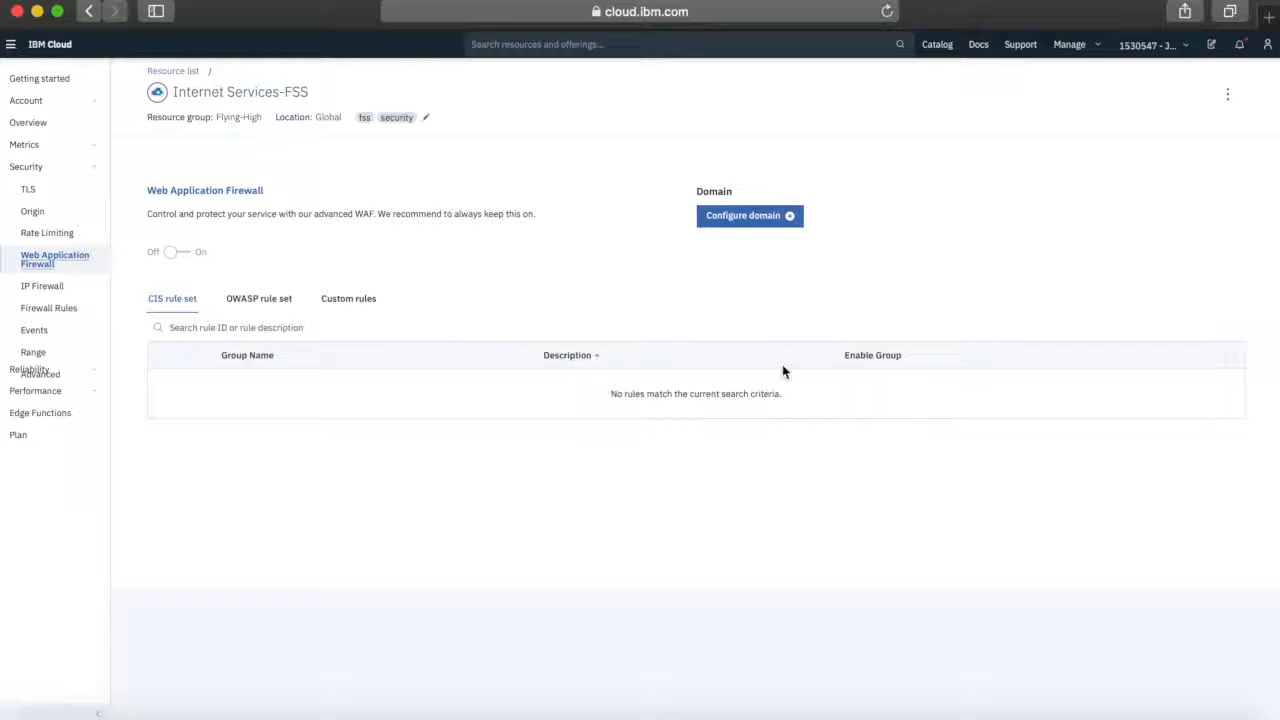 cloud.ibm.com
IBM Cloud
Search resources and offerings...
Catalog
Docs
Support
Manage
1530547 - J...
Getting started
Account
Overview
Metrics
Security
TLS
Origin
Rate Limiting
Web Application
Firewall
IP Firewall
Firewall Rules
Events
Range
Reliability
Advanced
Performance
Edge Functions
Plan
Resource list /
Internet Services-FSS
Resource group: Flying-High Location: Global fss security
Web Application Firewall
Control and protect your service with our advanced WAF. We recommend to always keep this on.
Off On
Domain
Configure domain
CIS rule set OWASP rule set Custom rules
Search rule ID or rule description
Group Name Description Enable Group
No rules match the current search criteria.